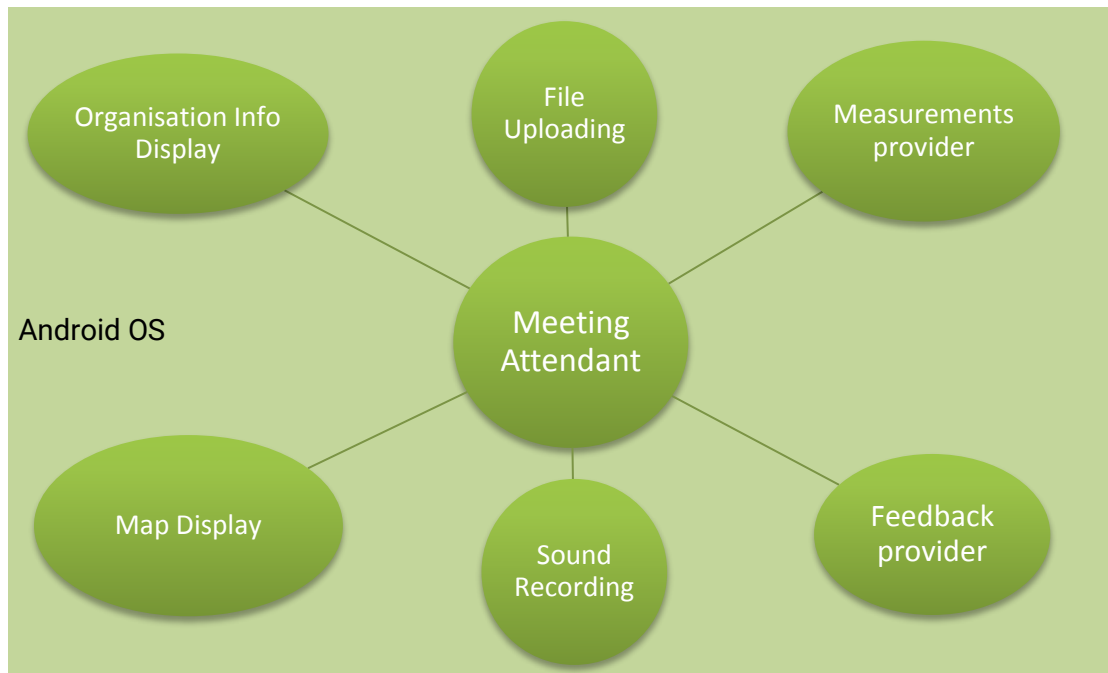 Organisation Info
Display
File
Uploading
Measurements
provider
Android OS
Meeting
Attendant
Map Display
Sound
Recording
Feedback
provider